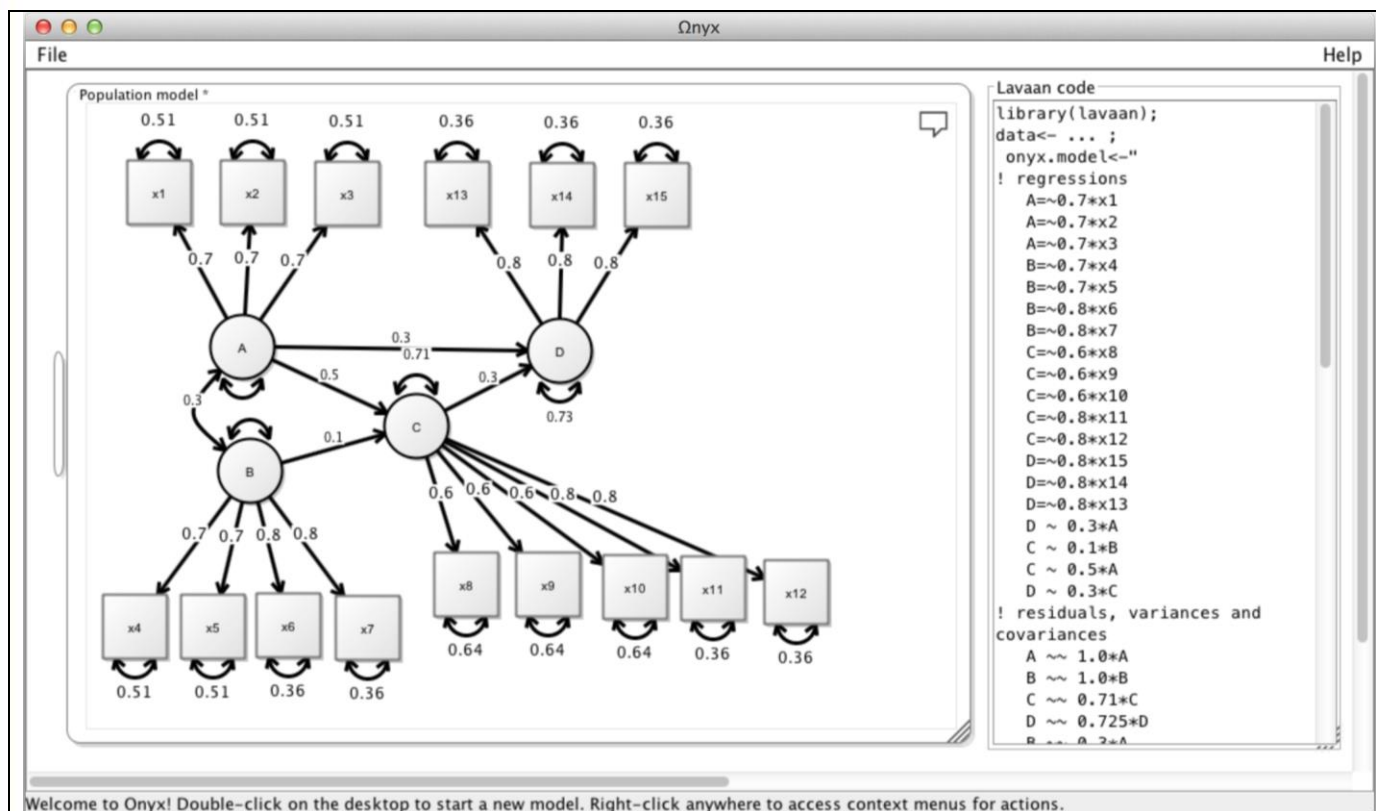 Ωnyx
File Help
Population model *
0.51 0.51 0.51 0.36 0.36 0.36
x1 x2 x3 x13 x14 x15
0.7 0.7 0.7 0.8 0.8 0.8
A D
0.3
0.71
0.5 0.3
0.3 0.73
C
0.1
B
0.6 0.6 0.6 0.8 0.8
0.7 0.7 0.8 0.8
x8 x9 x10 x11 x12
x4 x5 x6 x7
0.64 0.64 0.64 0.36 0.36
0.51 0.51 0.36 0.36
Lavaan code
library(lavaan);
data<- ... ;
onyx.model<-"
! regressions
A=~0.7*x1
A=~0.7*x2
A=~0.7*x3
B=~0.7*x4
B=~0.7*x5
B=~0.8*x6
B=~0.8*x7
C=~0.6*x8
C=~0.6*x9
C=~0.6*x10
C=~0.8*x11
C=~0.8*x12
D=~0.8*x15
D=~0.8*x14
D=~0.8*x13
D ~ 0.3*A
C ~ 0.1*B
C ~ 0.5*A
D ~ 0.3*C
! residuals, variances and
covariances
A ~~ 1.0*A
B ~~ 1.0*B
C ~~ 0.71*C
D ~~ 0.725*D
B ~~ 0.3*A
Welcome to Onyx! Double-click on the desktop to start a new model. Right-click anywhere to access context menus for actions.